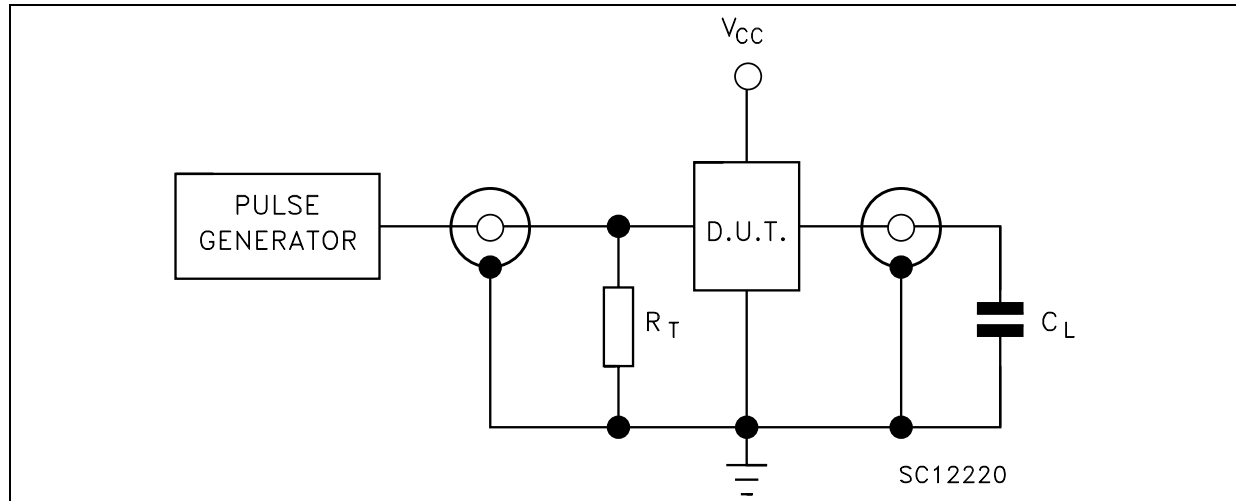 VCC
PULSE
GENERATOR
D.U.T.
RT
CL
SC12220